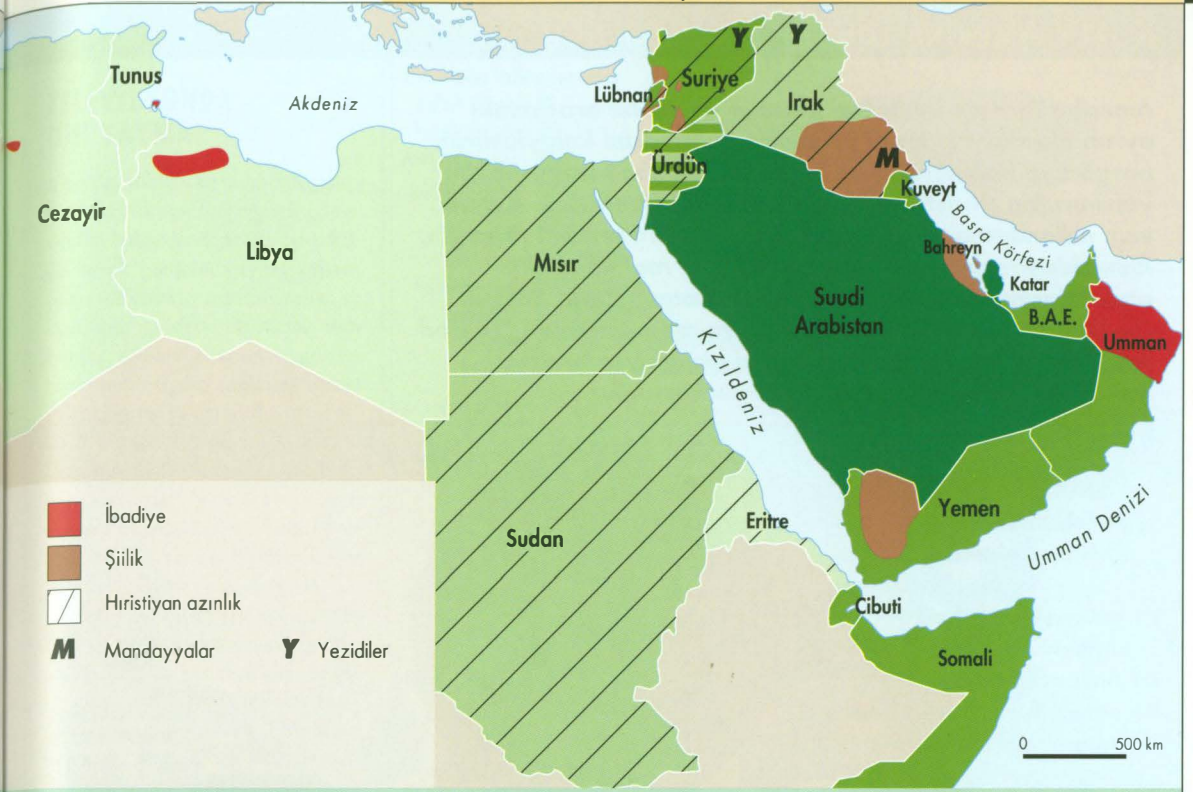 Tunus
Akdeniz
Lübnan
Suriye
Y
Y
Irak
Ürdün
M
Kuveyt
Cezayir
Libya
Mısır
Basra Körfezi
Bahreyn
Katar
Suudi
Arabistan
B.A.E.
Umman
Kızıldeniz
Yemen
Umman Denizi
Eritre
Sudan
Cibuti
Somali
İbadiye
Şiilik
Hıristiyan azınlık
M Mandayyalar
Y Yezidiler
0 500 km